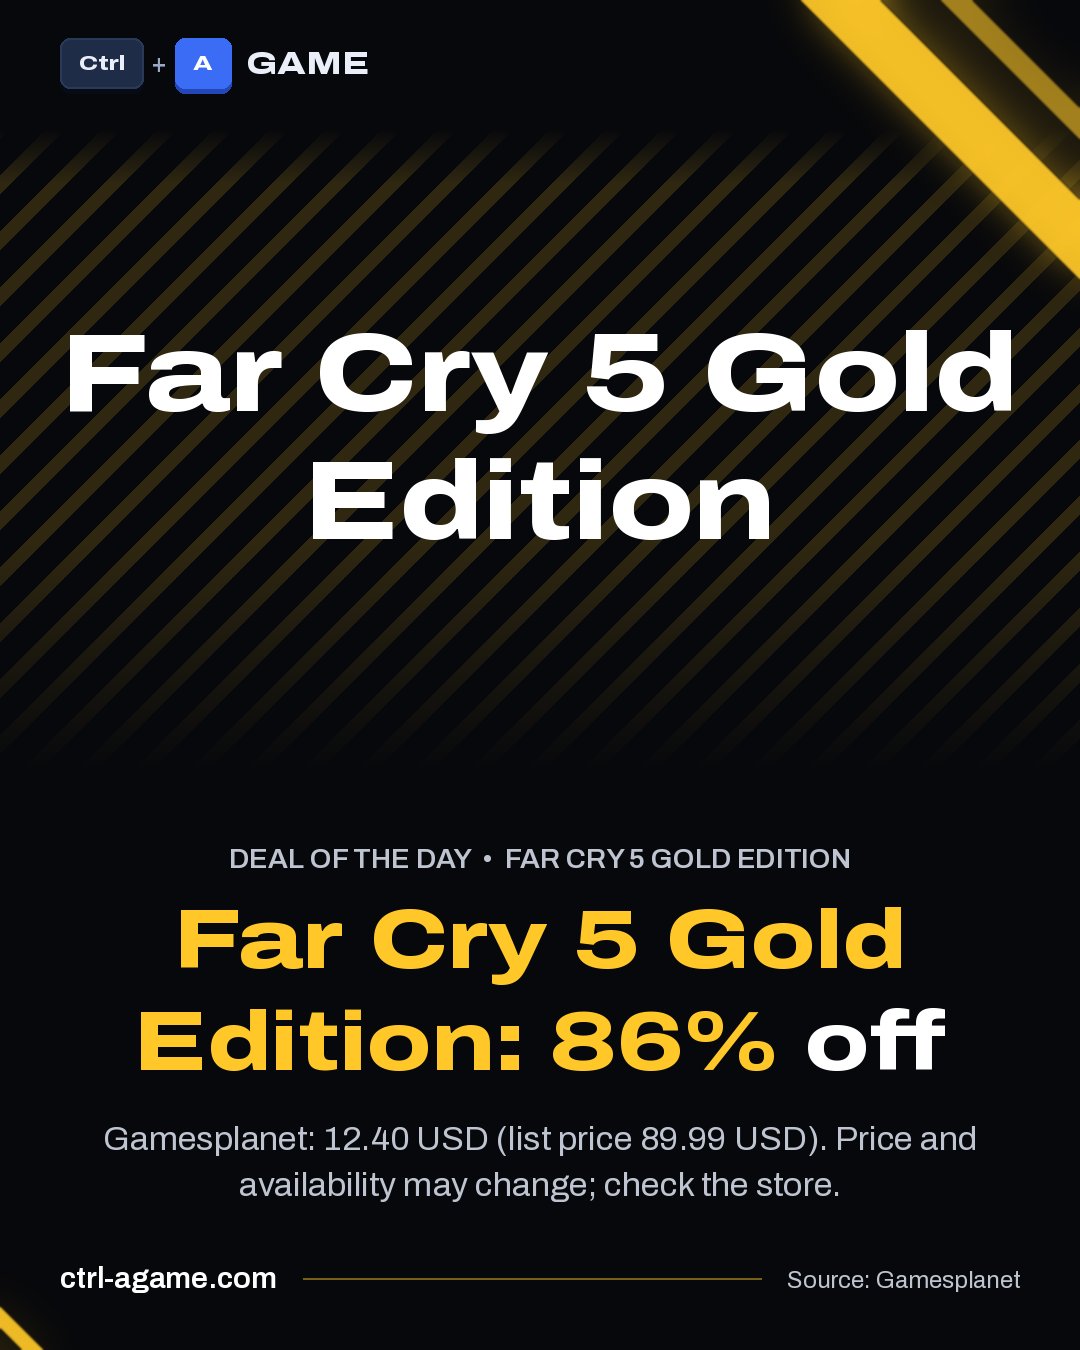 Ctrl + A GAME
Far Cry 5 Gold
Edition
DEAL OF THE DAY • FAR CRY 5 GOLD EDITION
Far Cry 5 Gold
Edition: 86% off
Gamesplanet: 12.40 USD (list price 89.99 USD). Price and
availability may change; check the store.
ctrl-agame.com
Source: Gamesplanet